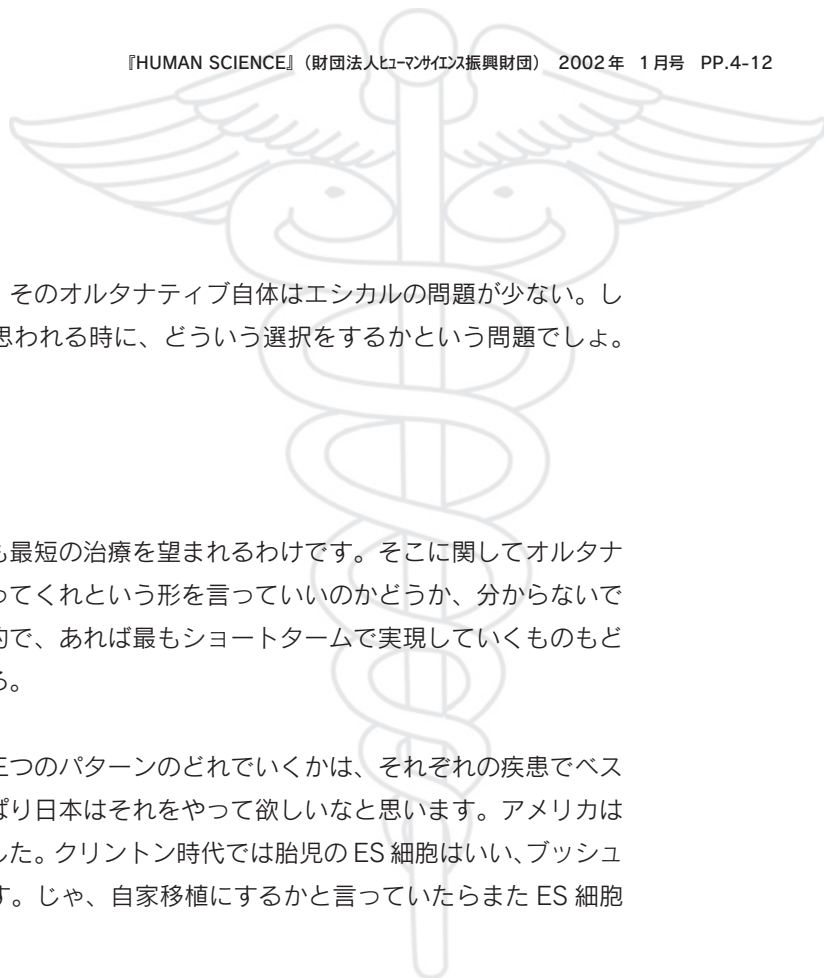 『HUMAN SCIENCE』（財団法人ヒューマンサイエンス振興財団） 2002年 1月号 PP.4-12
、そのオルタナティブ自体はエシカルの問題が少ない。し
思われる時に、どういう選択をするかという問題でしょ。
も最短の治療を望まれるわけです。そこに関してオルタナ
ってくれという形を言っていいのかどうか、分からないで
的で、あれば最もショートタームで実現していくものもど
る。
三つのパターンのどれでいくかは、それぞれの疾患でベス
ぱり日本はそれをやって欲しいなと思います。アメリカは
した。クリントン時代では胎児の ES 細胞はいい、ブッシュ
す。じゃ、自家移植にするかと言っていたらまた ES 細胞